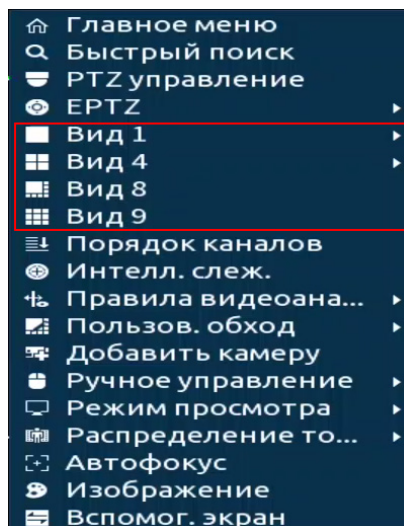 Главное меню
Быстрый поиск
PTZ управление
EPTZ
Вид 1
Вид 4
Вид 8
Вид 9
Порядок каналов
Интелл. слеж.
Правила видеоана...
Пользов. обход
Добавить камеру
Ручное управление
Режим просмотра
Распределение то...
Автофокус
Изображение
Вспомог. экран